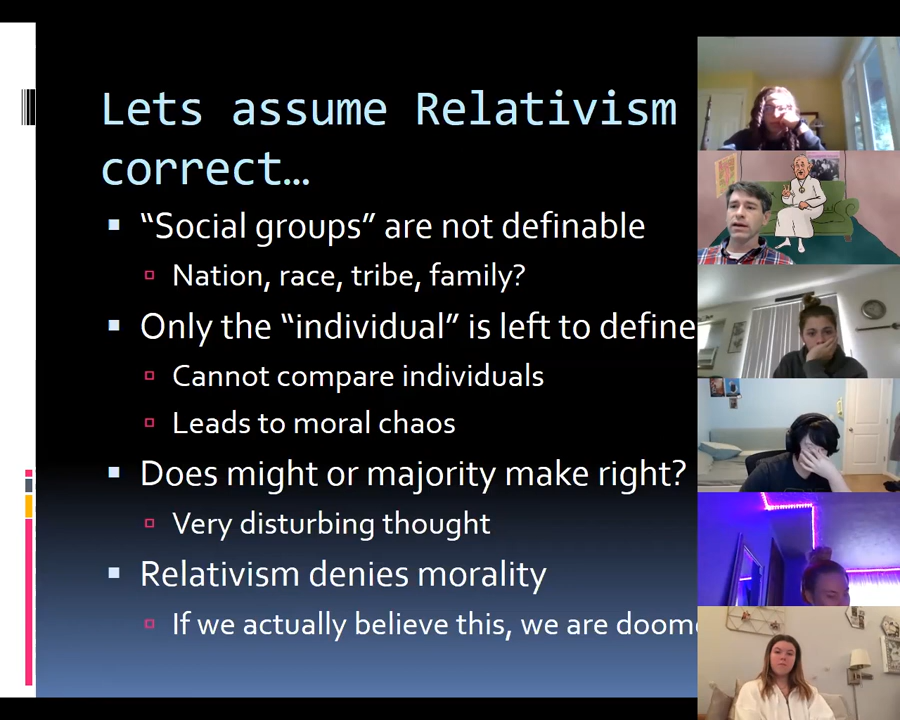 Lets assume Relativism
correct…
“Social groups” are not definable
Nation, race, tribe, family?
Only the “individual” is left to define
Cannot compare individuals
Leads to moral chaos
Does might or majority make right?
Very disturbing thought
Relativism denies morality
If we actually believe this, we are